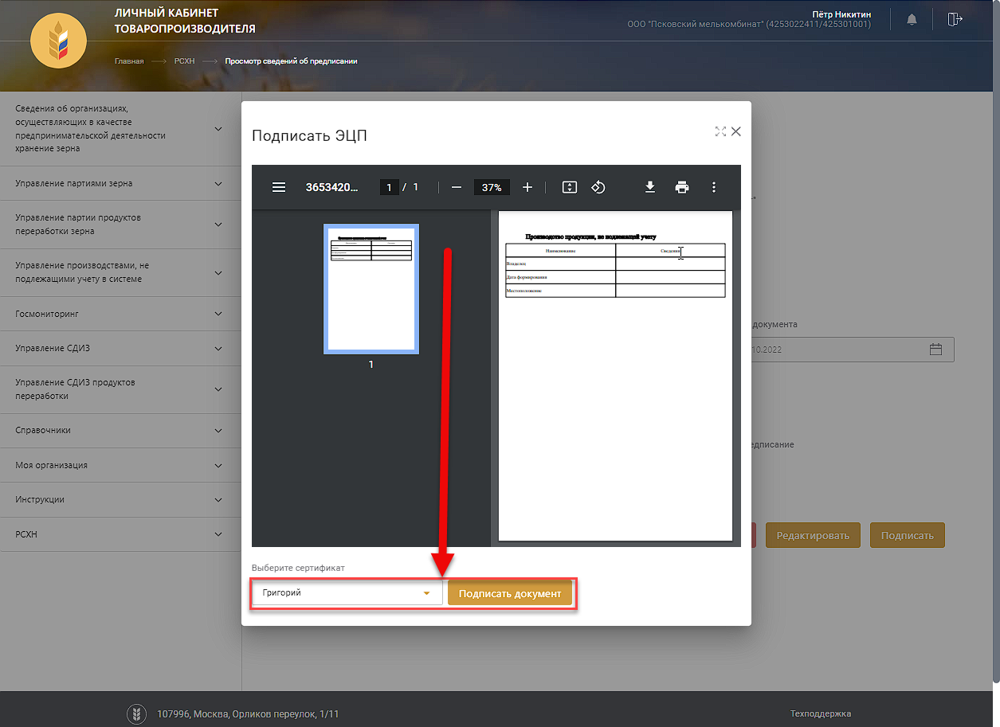 ЛИЧНЫЙ КАБИНЕТ
ТОВАРОПРОИЗВОДИТЕЛЯ
Пётр Никитин
ООО "Псковский мелькомбинат" (4253022411/425301001)
Главная
РСХН
Просмотр сведений об предписании
Сведения об организациях,
осуществляющих в качестве
предпринимательской деятельности
хранение зерна
Управление партиями зерна
Управление партии продуктов
переработки зерна
Управление производствами, не
подлежащими учету в системе
Госмониторинг
Управление СДИЗ
Управление СДИЗ продуктов
переработки
Справочники
Моя организация
Инструкции
РСХН
Подписать ЭЦП
3653420...
1 / 1
37%
1
Производство продукции, не подлежащей учету
Наименование
Сведения
Владелец
Дата формирования
Местоположение
документа
10.2022
едписание
Редактировать
Подписать
Выберите сертификат
Григорий
Подписать документ
107996, Москва, Орликов переулок, 1/11
Техподдержка